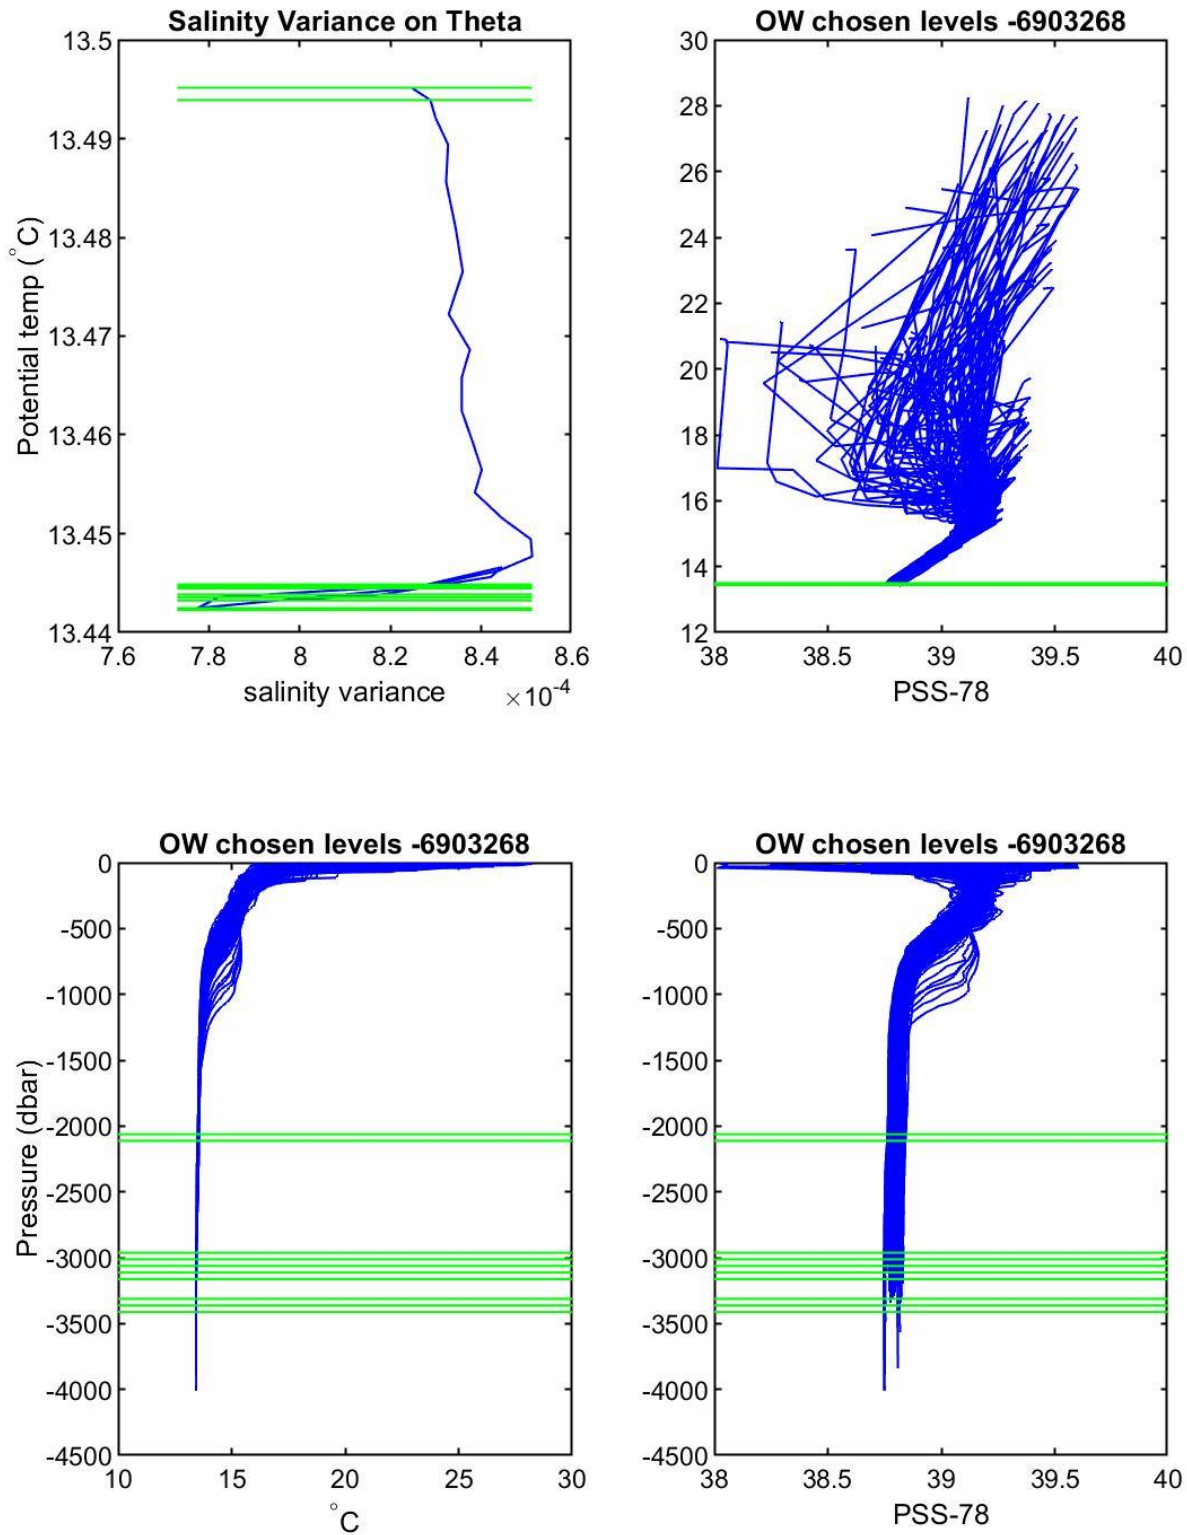 Salinity Variance on Theta
13.5
13.49
13.48
13.47
13.46
13.45
13.44
Potential temp (°C)
7.6 7.8 8 8.2 8.4 8.6
salinity variance ×10-4
OW chosen levels -6903268
30
28
26
24
22
20
18
16
14
12
38 38.5 39 39.5 40
PSS-78
OW chosen levels -6903268
0
-500
-1000
-1500
-2000
-2500
-3000
-3500
-4000
-4500
Pressure (dbar)
10 15 20 25 30
°C
OW chosen levels -6903268
0
-500
-1000
-1500
-2000
-2500
-3000
-3500
-4000
-4500
38 38.5 39 39.5 40
PSS-78